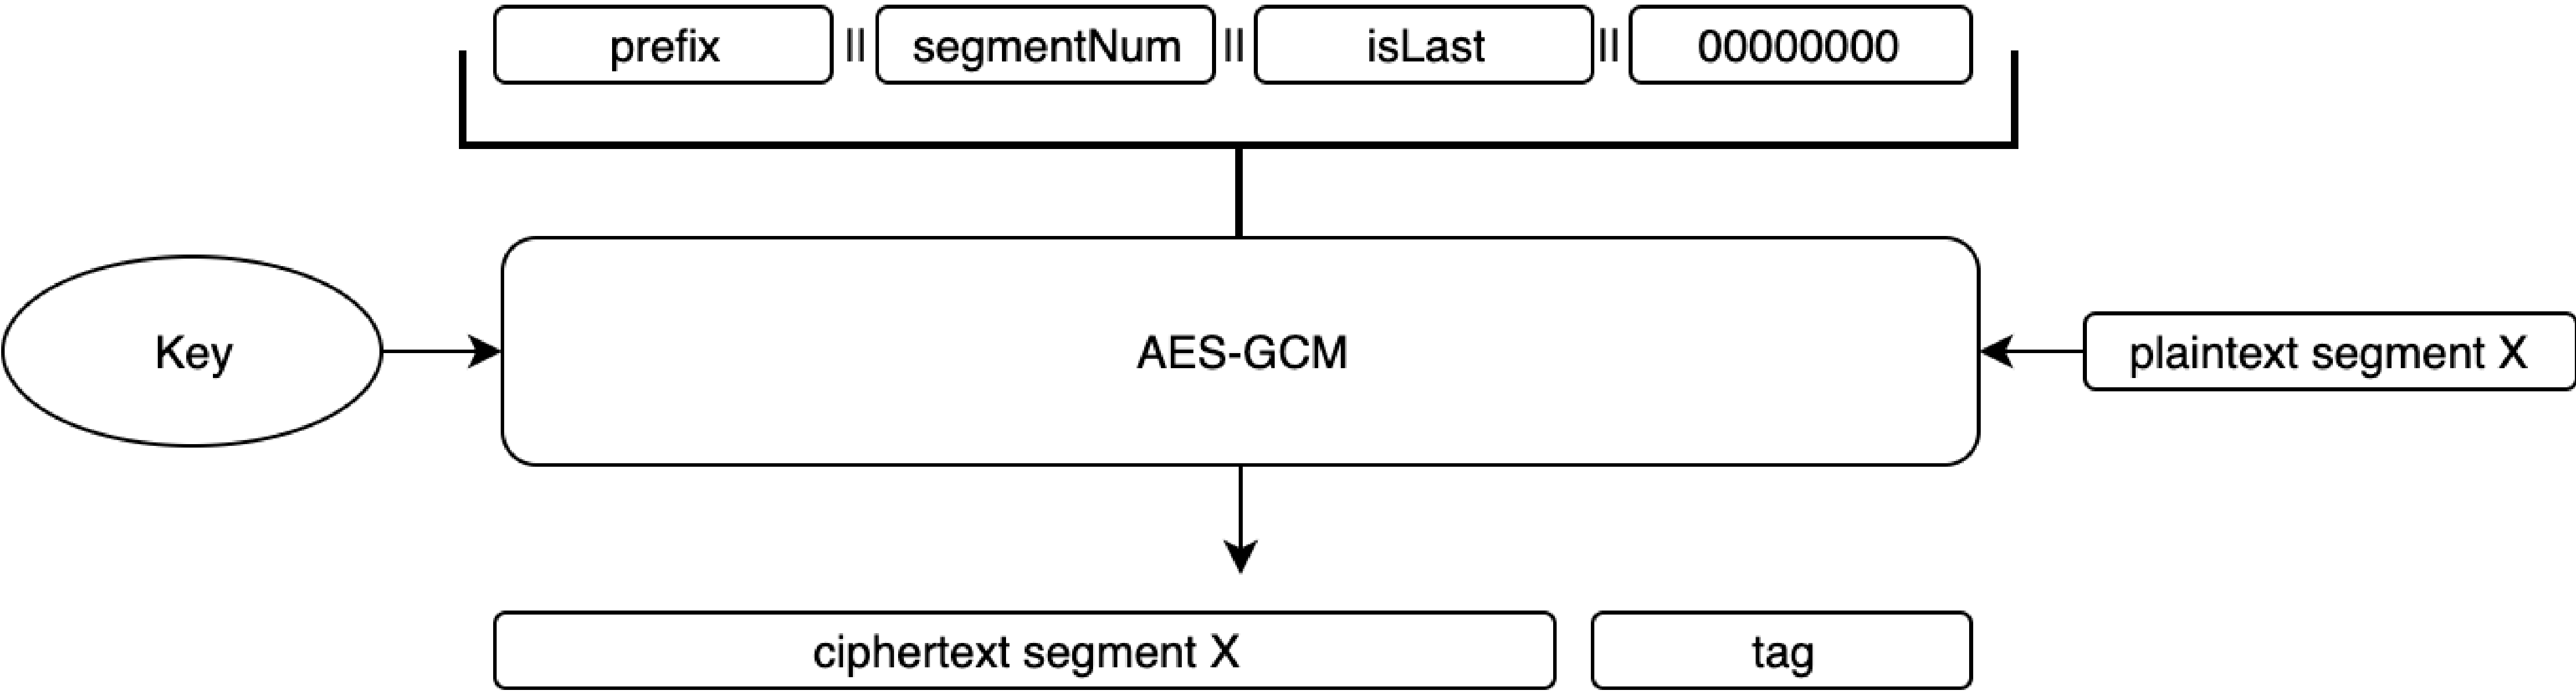 prefix || segmentNum || isLast || 00000000
Key
AES-GCM
plaintext segment X
ciphertext segment X
tag